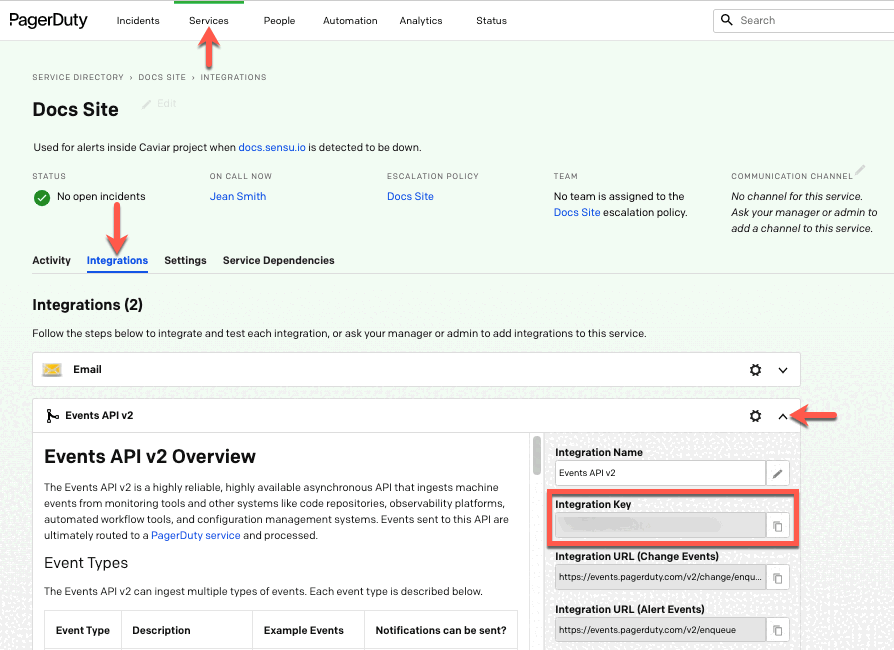 PagerDuty Incidents Services People Automation Analytics Status Search
SERVICE DIRECTORY › DOCS SITE › INTEGRATIONS
Docs Site Edit
Used for alerts inside Caviar project when docs.sensu.io is detected to be down.
STATUS
No open incidents
ON CALL NOW
Jean Smith
ESCALATION POLICY
Docs Site
TEAM
No team is assigned to the
Docs Site escalation policy.
COMMUNICATION CHANNEL
No channel for this service.
Ask your manager or admin to
add a channel to this service.
Activity Integrations Settings Service Dependencies
Integrations (2)
Follow the steps below to integrate and test each integration, or ask your manager or admin to add integrations to this service.
Email
Events API v2
Events API v2 Overview
The Events API v2 is a highly reliable, highly available asynchronous API that ingests machine
events from monitoring tools and other systems like code repositories, observability platforms,
automated workflow tools, and configuration management systems. Events sent to this API are
ultimately routed to a PagerDuty service and processed.
Event Types
The Events API v2 can ingest multiple types of events. Each event type is described below.
Event Type Description Example Events Notifications can be sent?
Integration Name
Events API v2
Integration Key
Integration URL (Change Events)
https://events.pagerduty.com/v2/change/enqu...
Integration URL (Alert Events)
https://events.pagerduty.com/v2/enqueue